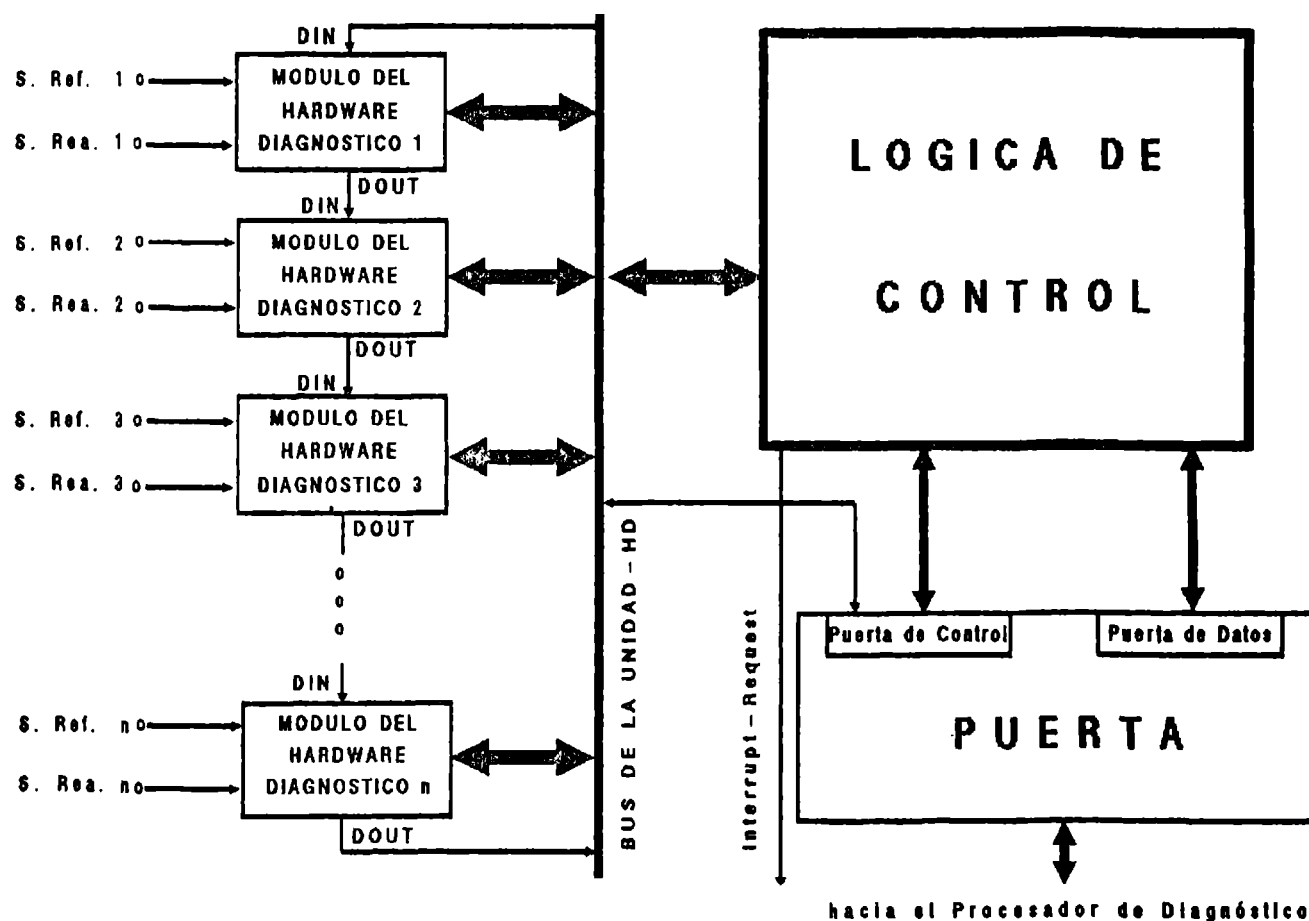 DIN
S. Ref. 1
S. Rea. 1
MODULO DEL
HARDWARE
DIAGNOSTICO 1
DOUT
DIN
S. Ref. 2
S. Rea. 2
MODULO DEL
HARDWARE
DIAGNOSTICO 2
DOUT
DIN
S. Ref. 3
S. Rea. 3
MODULO DEL
HARDWARE
DIAGNOSTICO 3
DOUT
DIN
S. Ref. n
S. Rea. n
MODULO DEL
HARDWARE
DIAGNOSTICO n
DOUT
BUS DE LA UNIDAD-HD
LOGICA DE
CONTROL
Interrupt-Request
Puerta de Control
Puerta de Datos
PUERTA
hacia el Procesador de Diagnóstico